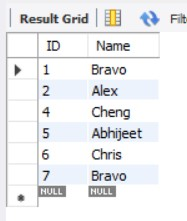 Result Grid Filt
ID Name
1 Bravo
2 Alex
4 Cheng
5 Abhijeet
6 Chris
7 Bravo
NULL NULL